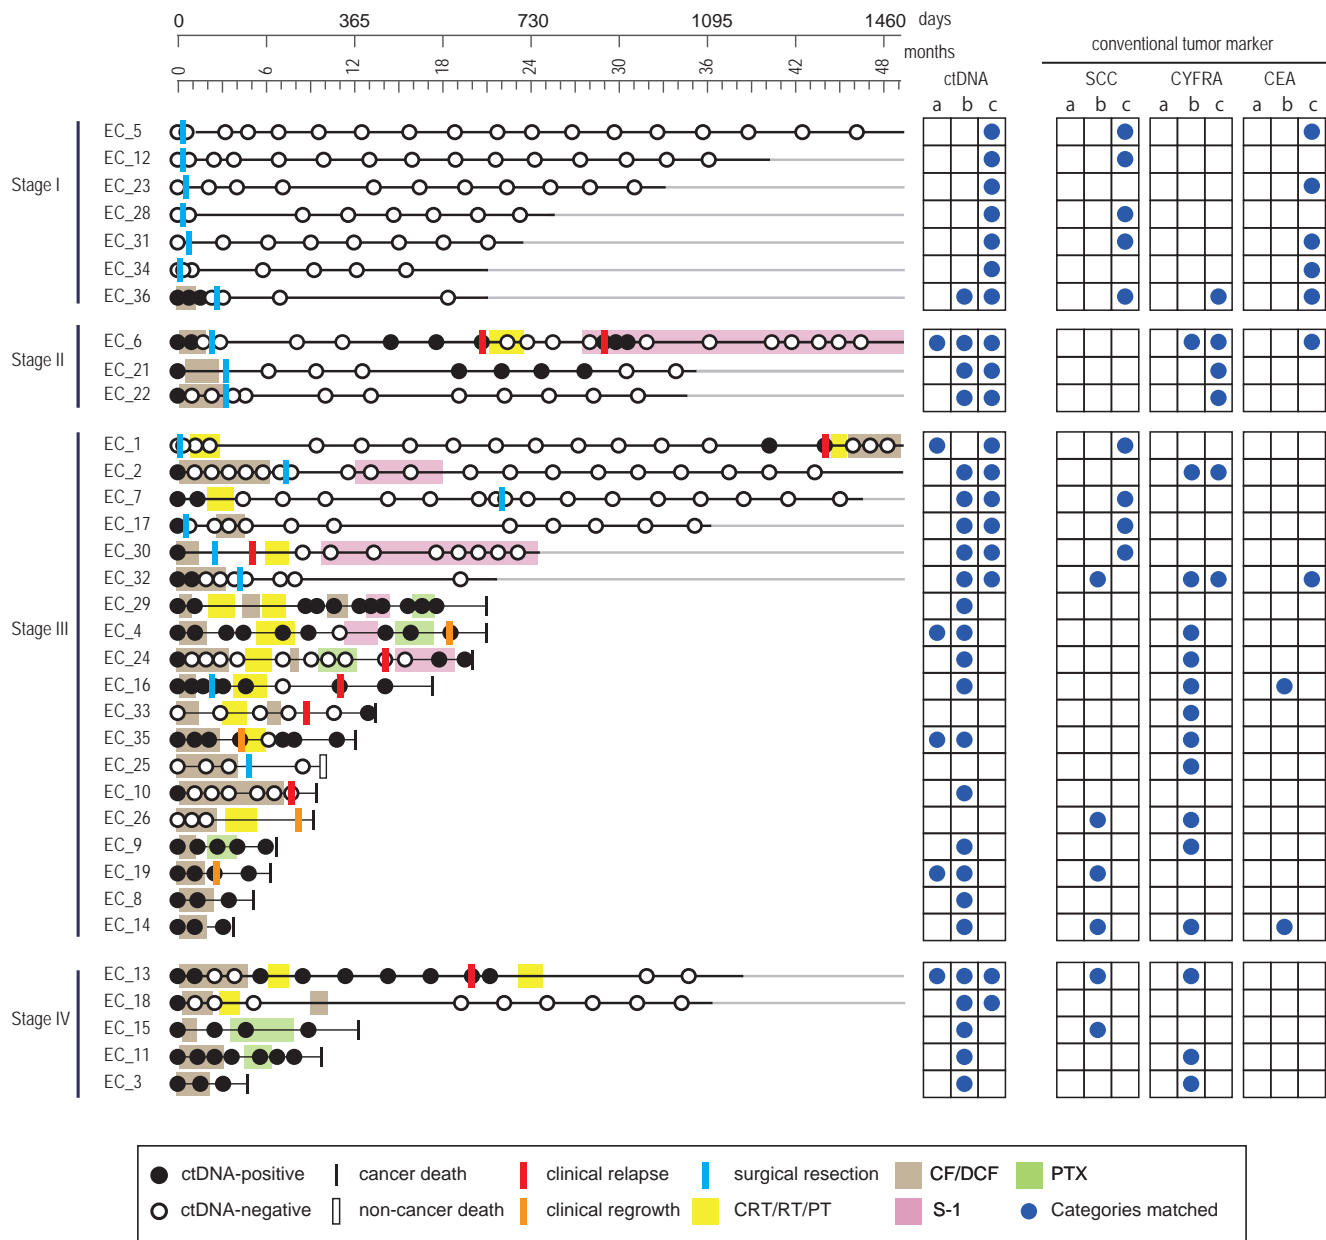 0 365 730 1095 1460 days
months
0 6 12 18 24 30 36 42 48
conventional tumor marker
ctDNA SCC CYFRA CEA
a b c a b c a b c a b c
Stage I
EC_5
EC_12
EC_23
EC_28
EC_31
EC_34
EC_36
Stage II
EC_6
EC_21
EC_22
Stage III
EC_1
EC_2
EC_7
EC_17
EC_30
EC_32
EC_29
EC_4
EC_24
EC_16
EC_33
EC_35
EC_25
EC_10
EC_26
EC_9
EC_19
EC_8
EC_14
Stage IV
EC_13
EC_18
EC_15
EC_11
EC_3
ctDNA-positive cancer death clinical relapse surgical resection CF/DCF PTX
ctDNA-negative non-cancer death clinical regrowth CRT/RT/PT S-1 Categories matched